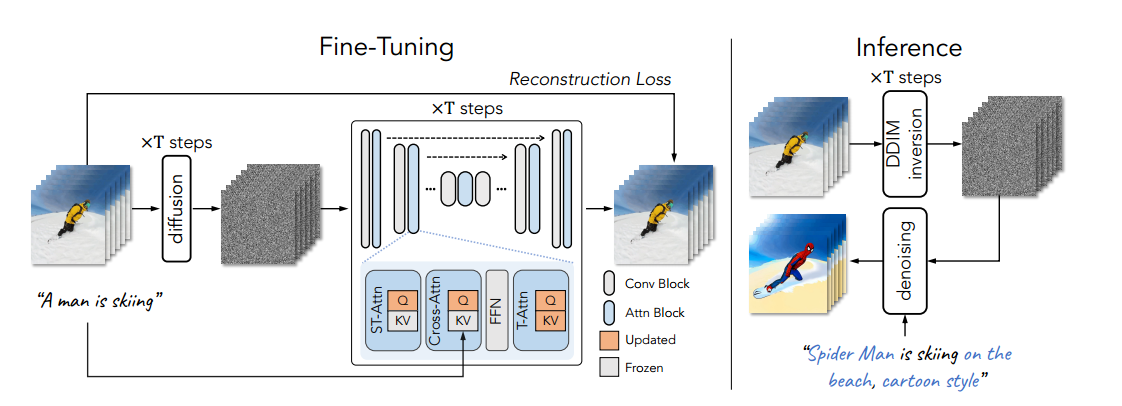 Fine-Tuning
Inference
Reconstruction Loss
×T steps
×T steps
×T steps
diffusion
DDIM
inversion
"A man is skiing"
ST-Attn
Q
KV
Cross-Attn
Q
KV
FFN
T-Attn
Q
KV
Conv Block
Attn Block
Updated
Frozen
denoising
"Spider Man is skiing on the
beach, cartoon style"